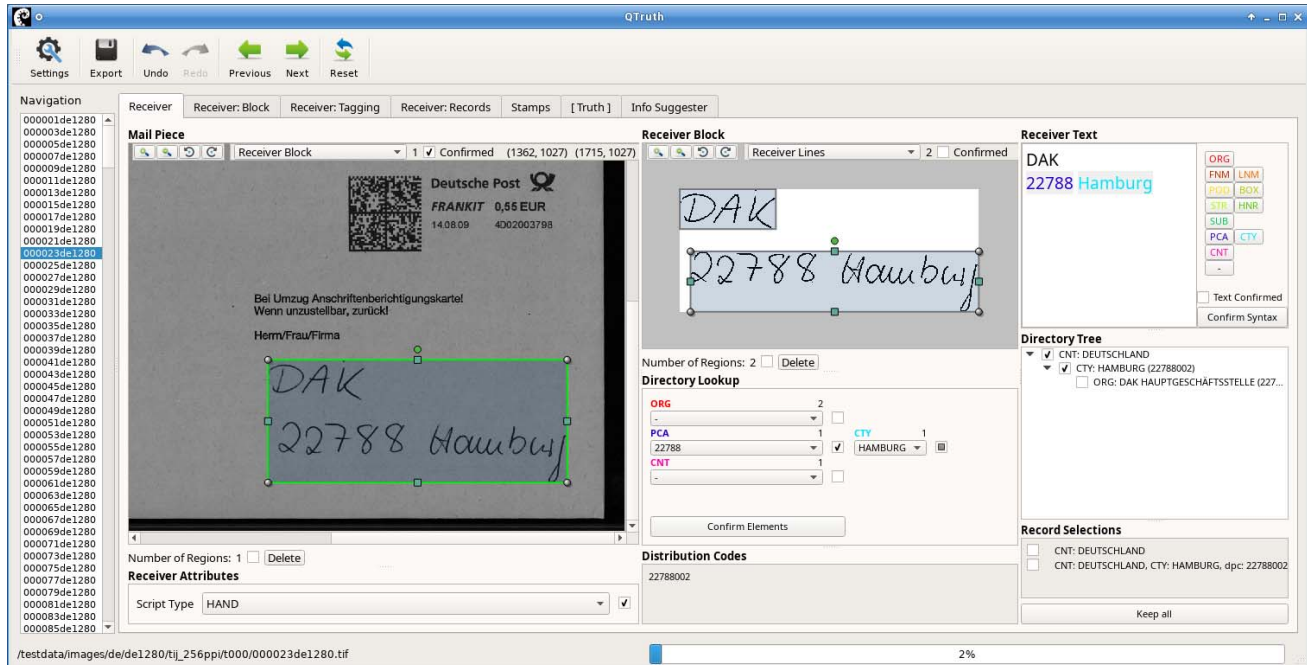 QTruth
Settings Export Undo Redo Previous Next Reset
Navigation
000001de1280
000003de1280
000005de1280
000007de1280
000009de1280
000011de1280
000013de1280
000015de1280
000017de1280
000019de1280
000021de1280
000023de1280
000025de1280
000027de1280
000029de1280
000031de1280
000033de1280
000035de1280
000037de1280
000039de1280
000041de1280
000043de1280
000045de1280
000047de1280
000049de1280
000051de1280
000053de1280
000055de1280
000057de1280
000059de1280
000061de1280
000063de1280
000065de1280
000067de1280
000069de1280
000071de1280
000073de1280
000075de1280
000077de1280
000079de1280
000081de1280
000083de1280
000085de1280
Receiver Receiver: Block Receiver: Tagging Receiver: Records Stamps [ Truth ] Info Suggester
Mail Piece
Receiver Block 1 Confirmed (1362, 1027) (1715, 1027)
Deutsche Post
FRANKIT 0,55 EUR
14.08.09 4D02003798
Bei Umzug Anschriftenberichtigungskarte!
Wenn unzustellbar, zurück!
Herrn/Frau/Firma
DAK
22788 Hamburg
Number of Regions: 1 Delete
Receiver Attributes
Script Type HAND
Receiver Block
Receiver Lines 2 Confirmed
DAK
22788 Hamburg
Number of Regions: 2 Delete
Directory Lookup
ORG 2
-
PCA 1 CTY 1
22788 HAMBURG
CNT 1
-
Confirm Elements
Distribution Codes
22788002
Receiver Text
DAK
22788 Hamburg
ORG
FNM LNM
POD BOX
STR HNR
SUB
PCA CTY
CNT
-
Text Confirmed
Confirm Syntax
Directory Tree
CNT: DEUTSCHLAND
CTY: HAMBURG (22788002)
ORG: DAK HAUPTGESCHÄFTSSTELLE (227...
Record Selections
CNT: DEUTSCHLAND
CNT: DEUTSCHLAND, CTY: HAMBURG, dpc: 22788002
Keep all
/testdata/images/de/de1280/tij_256ppi/t000/000023de1280.tif
2%